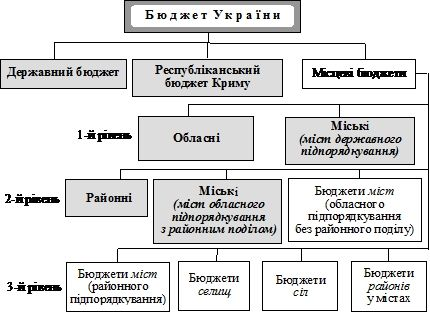 Бюджет України
Державний бюджет
Республіканський
бюджет Криму
Місцеві бюджети
1-й рівень
Обласні
Міські
(міст державного
підпорядкування)
2-й рівень
Районні
Міські
(міст обласного
підпорядкування
з районним поділом)
Бюджети міст
(обласного
підпорядкування
без районного поділу)
3-й рівень
Бюджети міст
(районного
підпорядкування)
Бюджети
селищ
Бюджети
сіл
Бюджети
районів
у містах